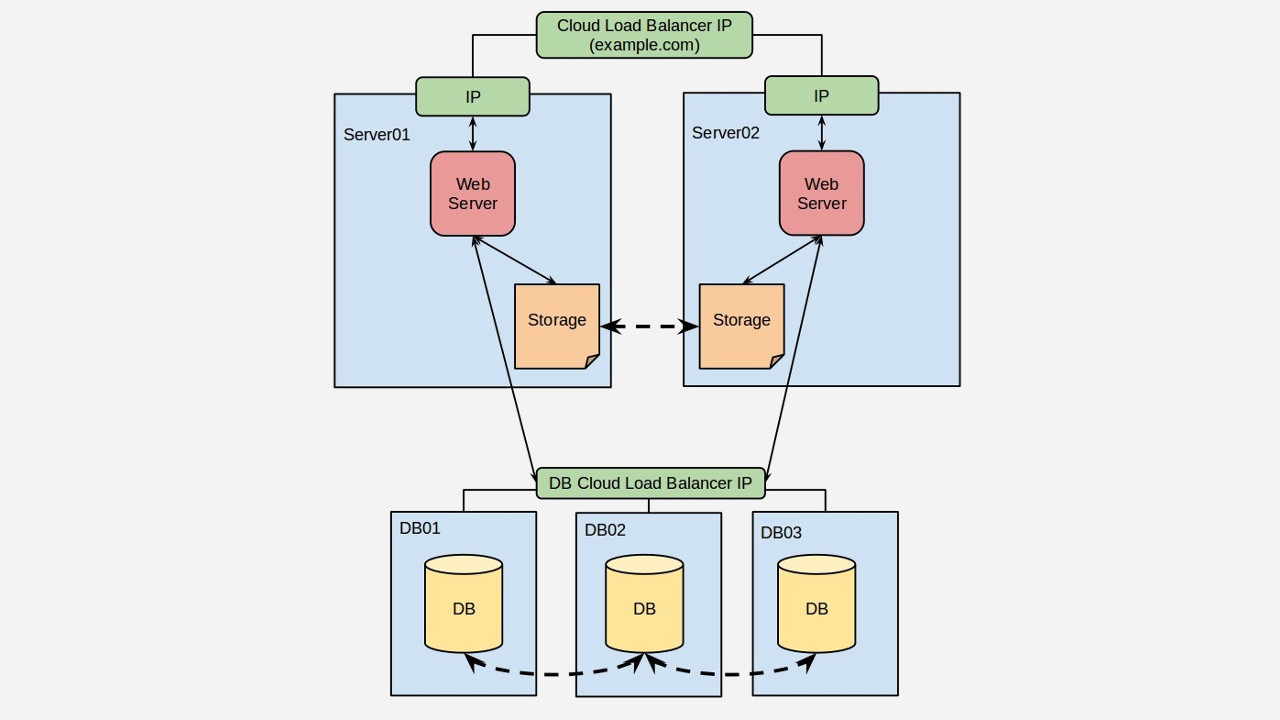 Cloud Load Balancer IP
(example.com)
IP
IP
Server01
Server02
Web
Server
Web
Server
Storage
Storage
DB Cloud Load Balancer IP
DB01
DB02
DB03
DB
DB
DB